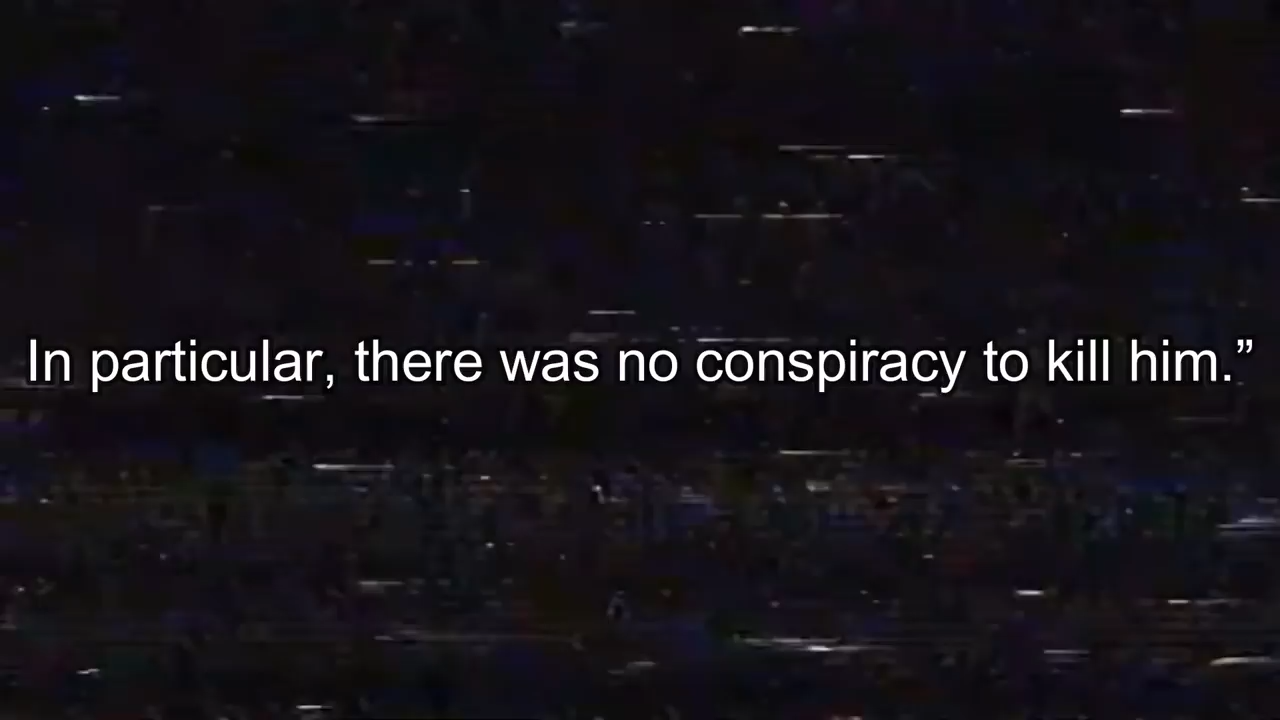 In particular, there was no conspiracy to kill him.”